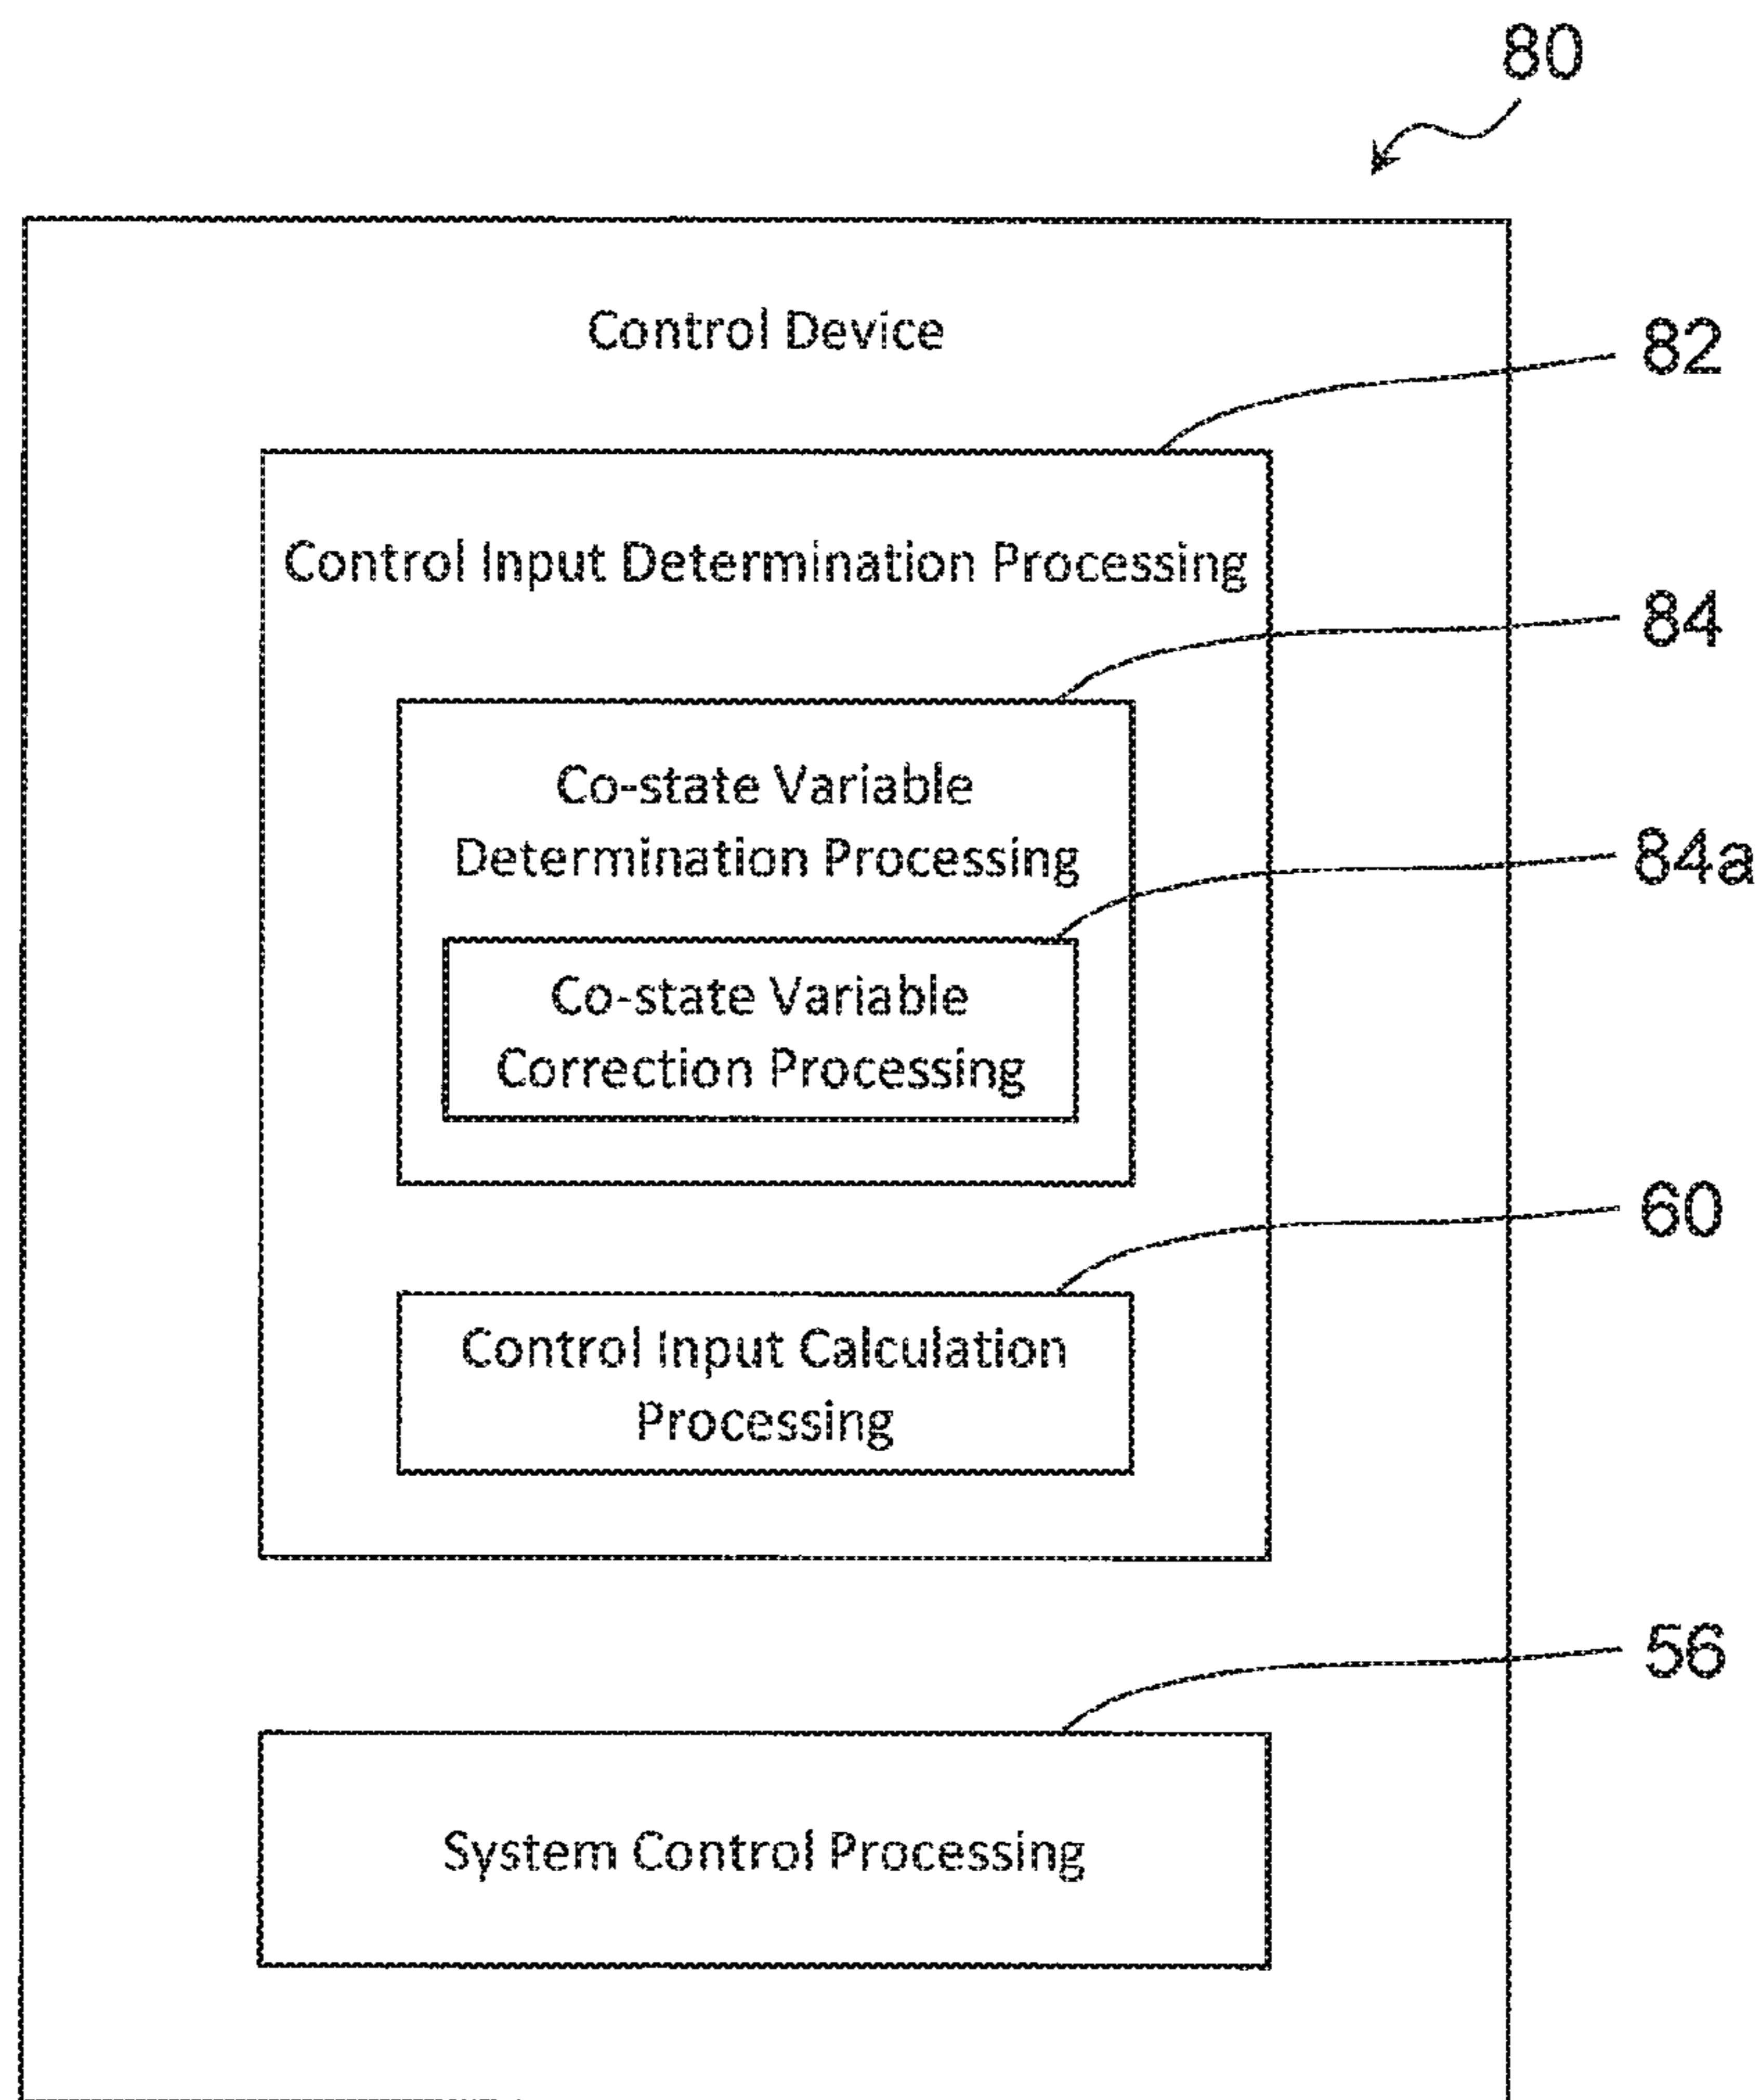 80
Control Device
82
Control Input Determination Processing
84
Co-state Variable
Determination Processing
84a
Co-state Variable
Correction Processing
60
Control Input Calculation
Processing
56
System Control Processing